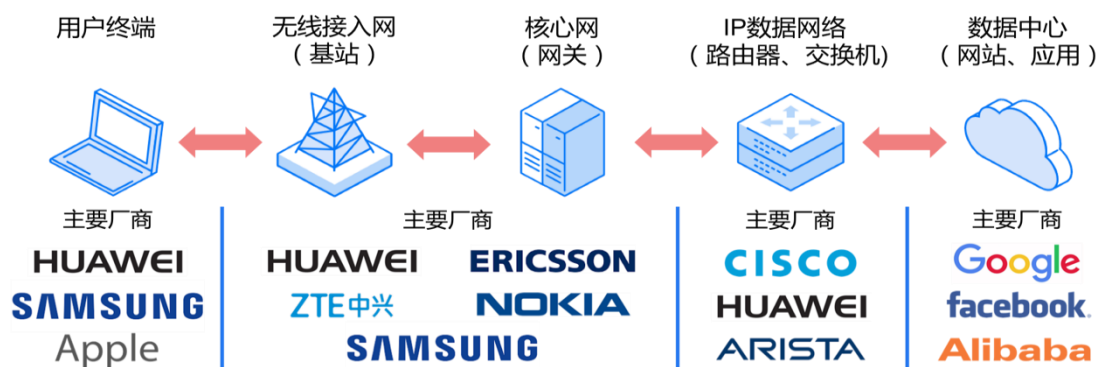 用户终端
无线接入网
（基站）
核心网
（网关）
IP数据网络
（路由器、交换机)
数据中心
（网站、应用）
主要厂商
HUAWEI
SAMSUNG
Apple
主要厂商
HUAWEI
ERICSSON
ZTE中兴
NOKIA
SAMSUNG
主要厂商
CISCO
HUAWEI
ARISTA
主要厂商
Google
facebook.
Alibaba